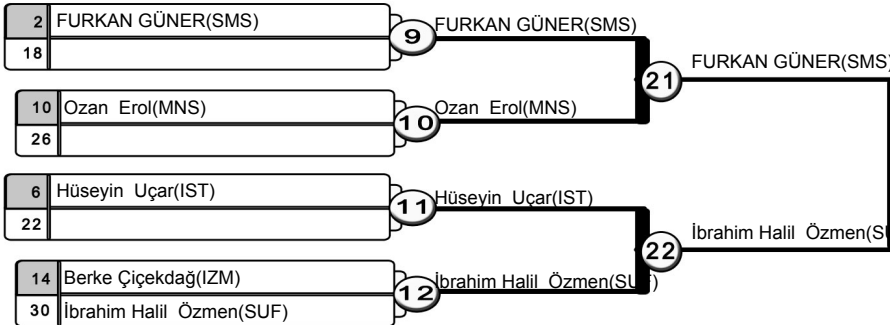 2 FURKAN GÜNER(SMS)
18
9 FURKAN GÜNER(SMS)
10 Ozan Erol(MNS)
26
10 Ozan Erol(MNS)
21 FURKAN GÜNER(SMS)
6 Hüseyin Uçar(IST)
22
11 Hüseyin Uçar(IST)
14 Berke Çiçekdağ(IZM)
30 İbrahim Halil Özmen(SUF)
12 İbrahim Halil Özmen(SUF)
22 İbrahim Halil Özmen(SU